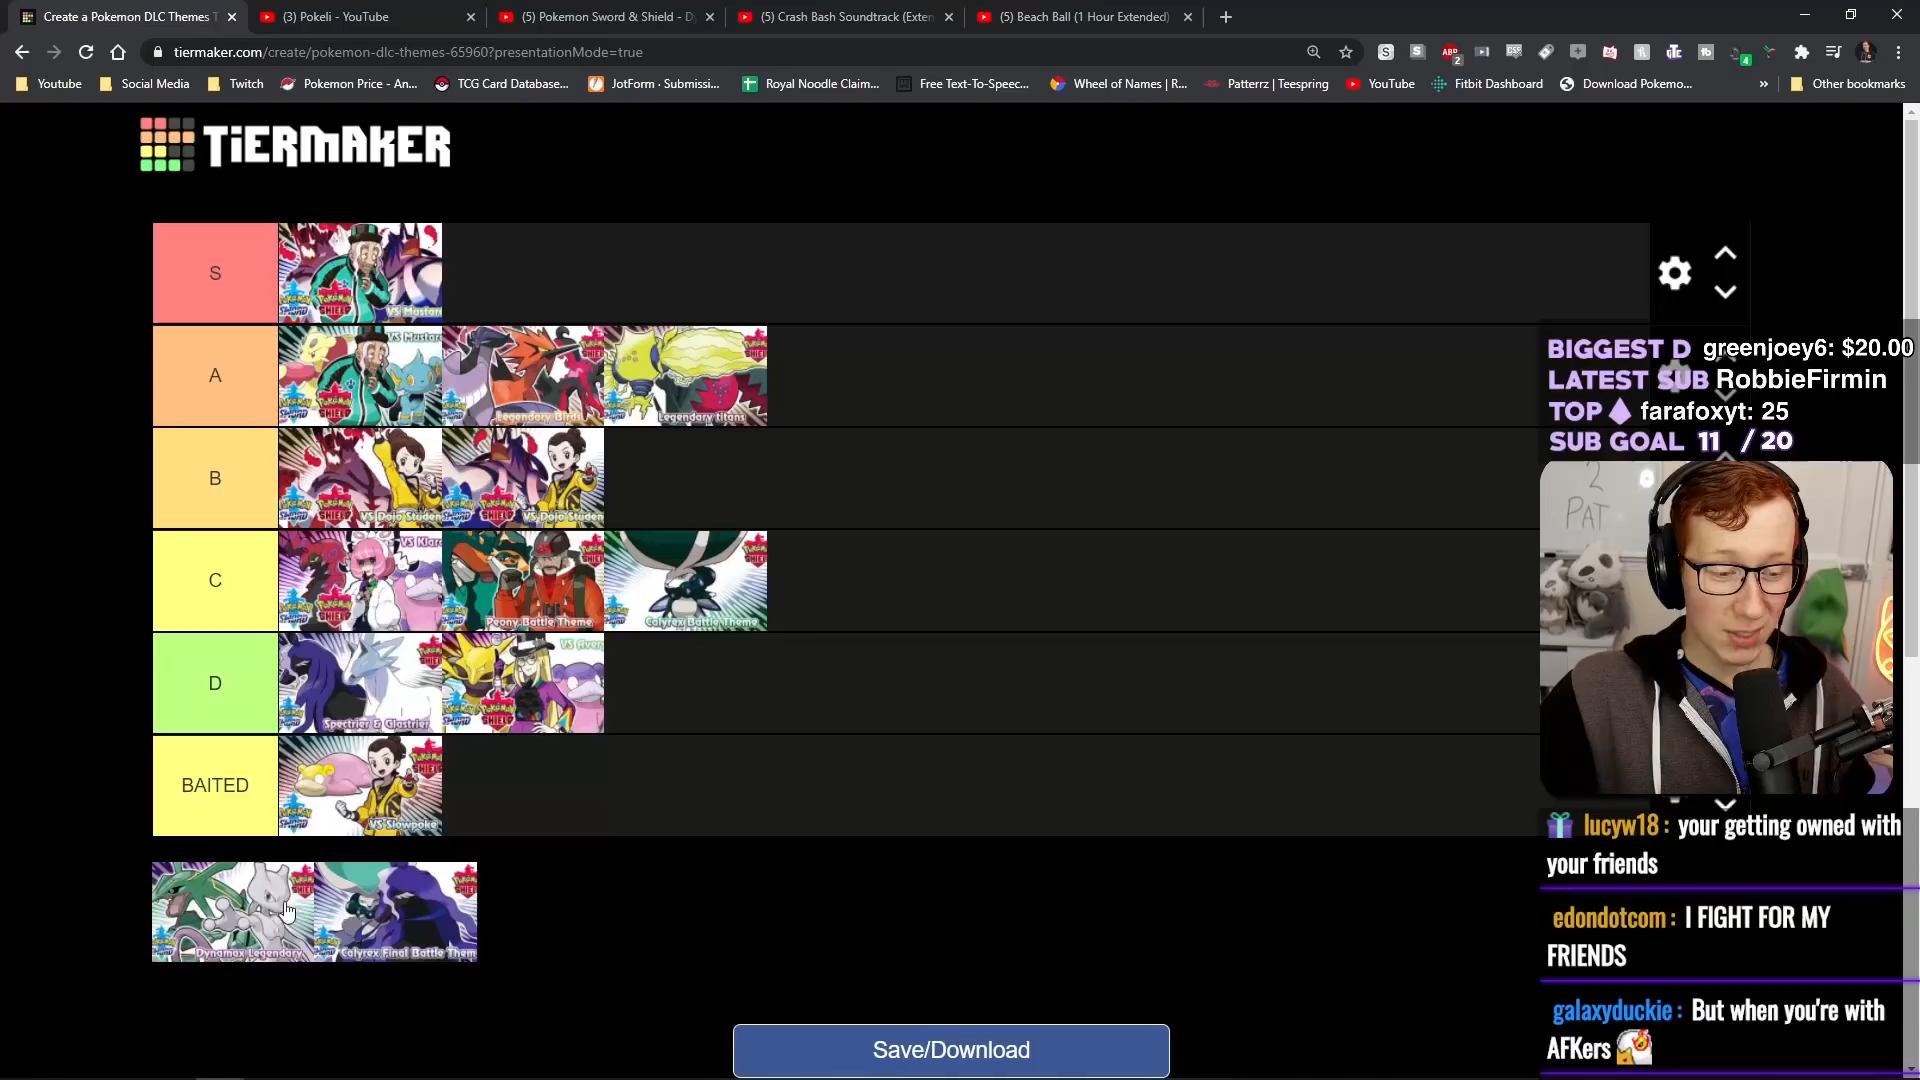 Create a Pokemon DLC Themes T
(3) Pokeli - YouTube
(5) Pokemon Sword & Shield - D
(5) Crash Bash Soundtrack (Exten
(5) Beach Ball (1 Hour Extended)
tiermaker.com/create/pokemon-dlc-themes-65960?presentationMode=true
Youtube
Social Media
Twitch
Pokemon Price - An...
TCG Card Database...
JotForm - Submissi...
Royal Noodle Claim...
Free Text-To-Speec...
Wheel of Names | R...
Patterrz | Teespring
YouTube
Fitbit Dashboard
Download Pokemo...
Other bookmarks
TiERMAKER
S
VS Mustard
A
VS Mustard
Legendary Birds
Legendary titans
B
VS Dojo Studen
VS Dojo Studen
C
VS Klara
Peony Battle Theme
Calyrex Battle Theme
D
Spectrier & Glastrier
VS Avery
BAITED
VS Slowpoke
Dynamax Legendary
Calyrex Final Battle Them
Save/Download
BIGGEST D greenjoey6: $20.00
LATEST SUB RobbieFirmin
TOP farafoxyt: 25
SUB GOAL 11 / 20
2
PAT
lucyw18 : your getting owned with
your friends
edondotcom : I FIGHT FOR MY
FRIENDS
galaxyduckie : But when you're with
AFKers